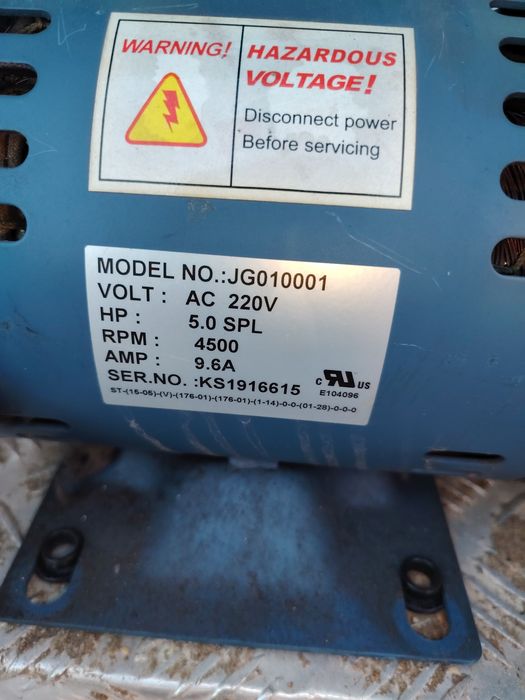 WARNING!
HAZARDOUS
VOLTAGE!
Disconnect power
Before servicing
MODEL NO.:JG010001
VOLT : AC 220V
HP : 5.0 SPL
RPM : 4500
AMP : 9.6A
SER.NO. :KS1916615
c RU US
E104096
ST-(15-05)-(V)-(176-01)-(176-01)-(1-14)-0-0-(01-28)-0-0-0